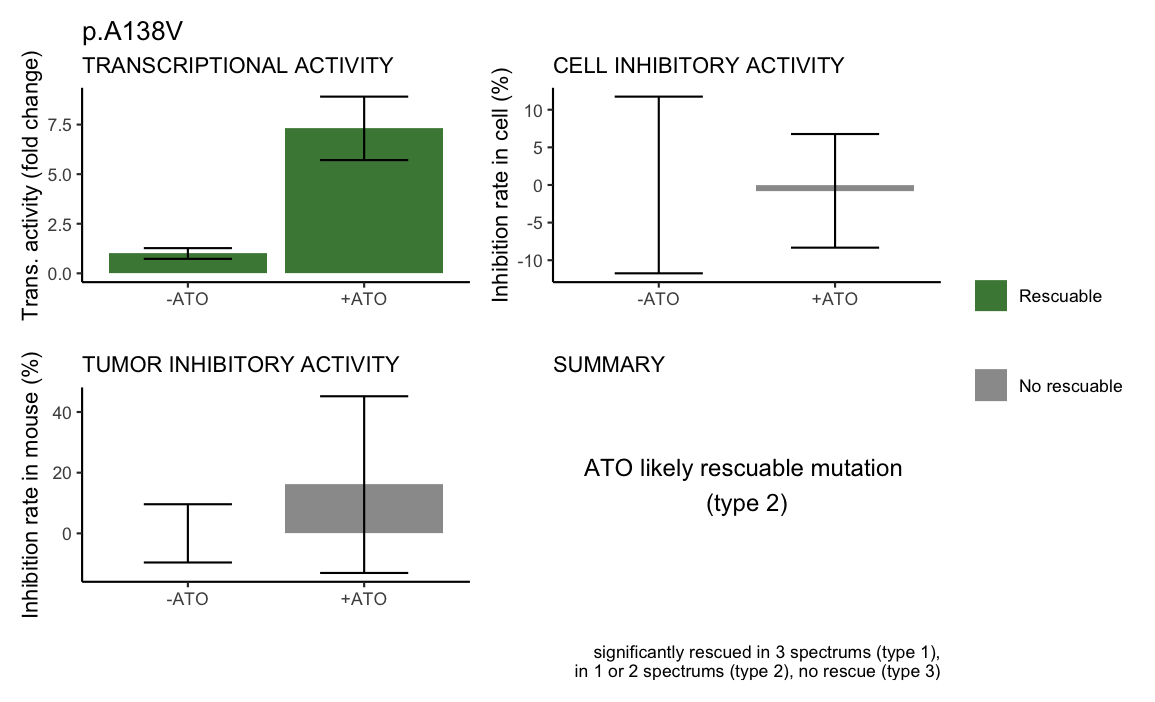 p.A138V
TRANSCRIPTIONAL ACTIVITY
Trans. activity (fold change)
7.5
5.0
2.5
0.0
-ATO
+ATO
CELL INHIBITORY ACTIVITY
Inhibition rate in cell (%)
10
5
0
-5
-10
-ATO
+ATO
TUMOR INHIBITORY ACTIVITY
Inhibition rate in mouse (%)
40
20
0
-ATO
+ATO
SUMMARY
ATO likely rescuable mutation
(type 2)
significantly rescued in 3 spectrums (type 1),
in 1 or 2 spectrums (type 2), no rescue (type 3)
Rescuable
No rescuable